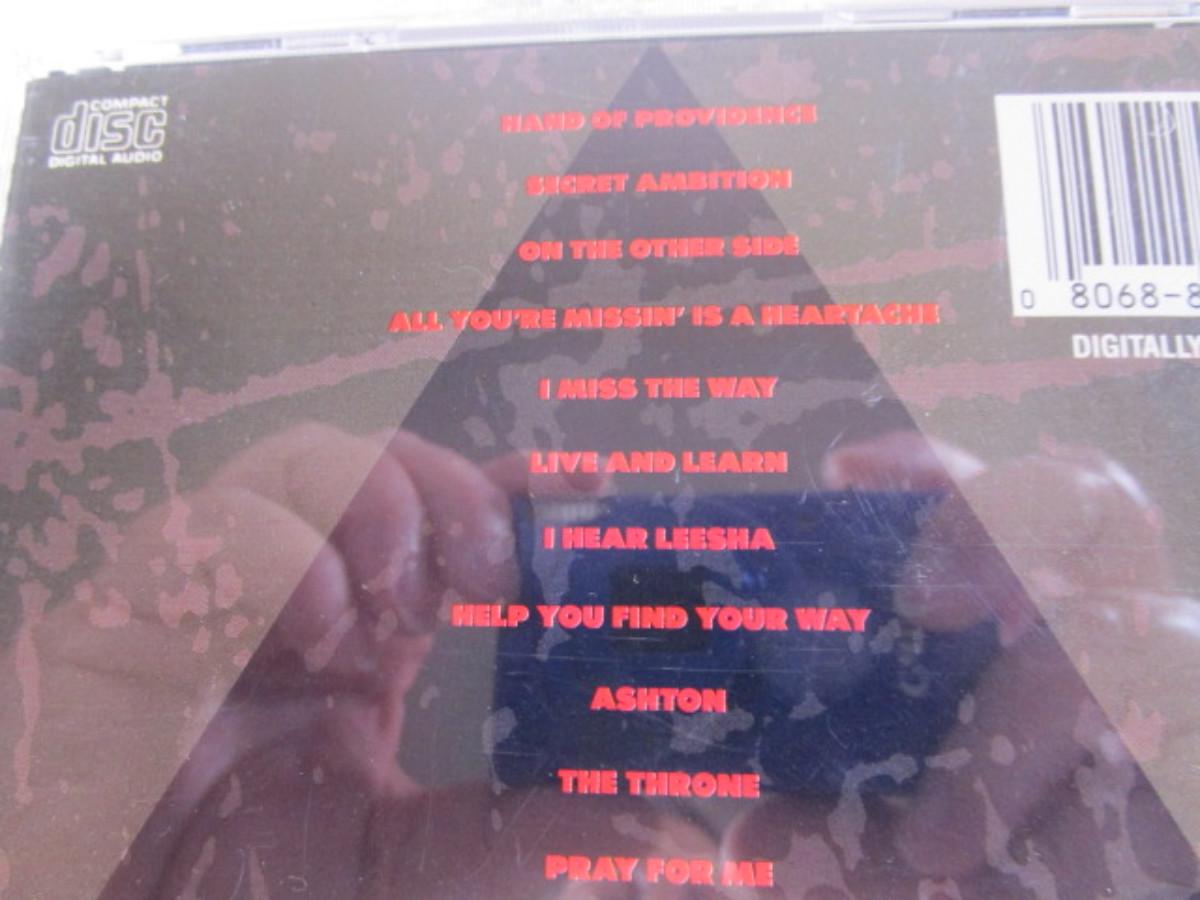 COMPACT
disc
DIGITAL AUDIO
HAND OF PROVIDENCE
SECRET AMBITION
ON THE OTHER SIDE
ALL YOU'RE MISSIN' IS A HEARTACHE
I MISS THE WAY
LIVE AND LEARN
I HEAR LEESHA
HELP YOU FIND YOUR WAY
ASHTON
THE THRONE
PRAY FOR ME
0 8068-8
DIGITALLY